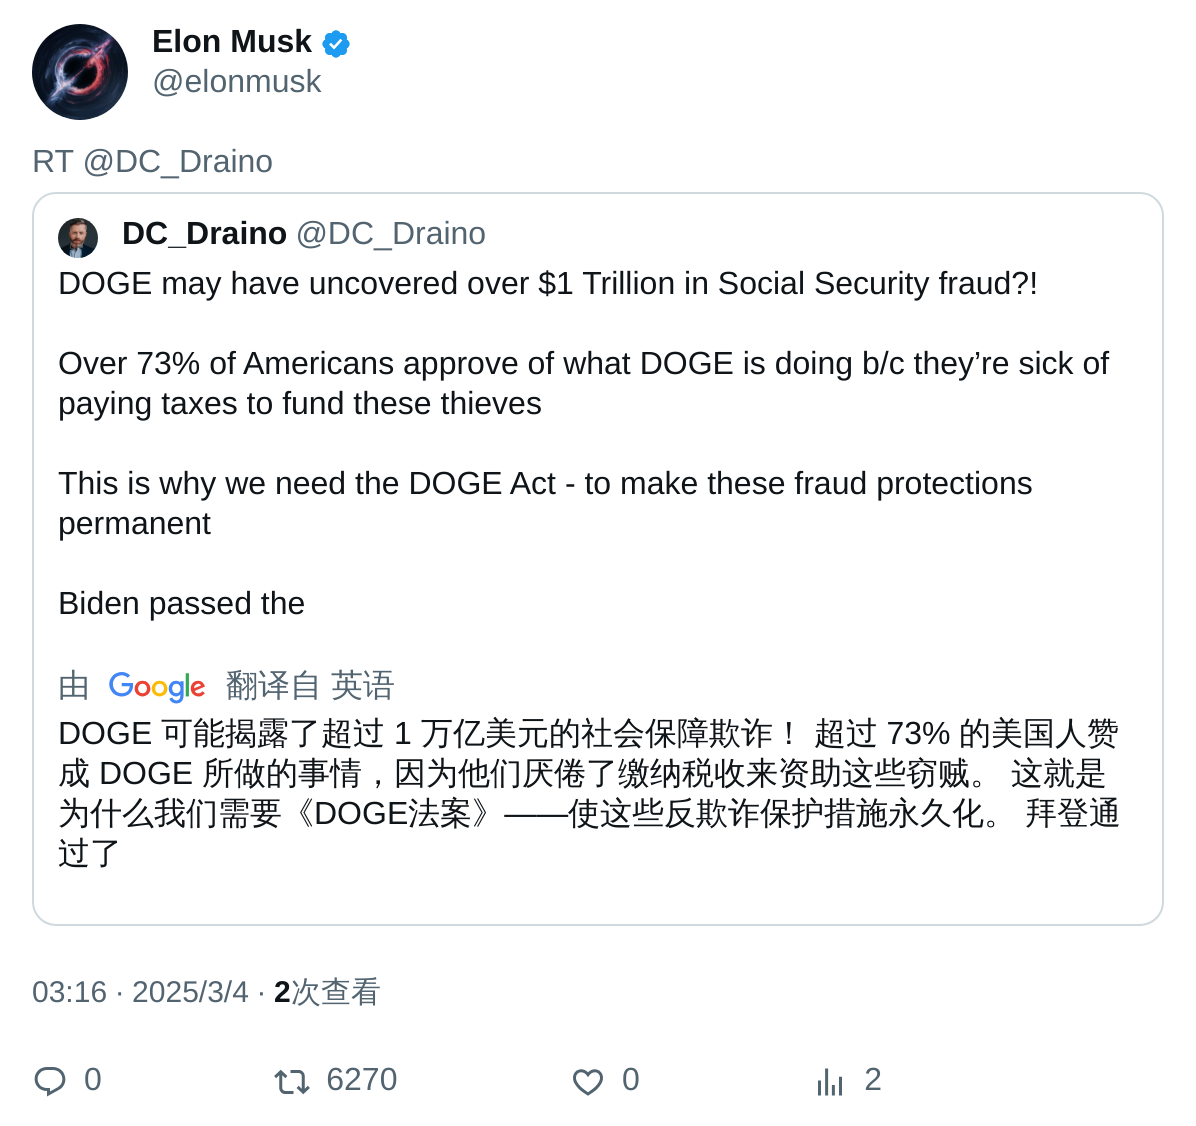 Elon Musk
@elonmusk
RT @DC_Draino
DC_Draino @DC_Draino
DOGE may have uncovered over $1 Trillion in Social Security fraud?!
Over 73% of Americans approve of what DOGE is doing b/c they’re sick of
paying taxes to fund these thieves
This is why we need the DOGE Act - to make these fraud protections
permanent
Biden passed the
由 Google 翻译自 英语
DOGE 可能揭露了超过 1 万亿美元的社会保障欺诈！ 超过 73% 的美国人赞
成 DOGE 所做的事情，因为他们厌倦了缴纳税收来资助这些窃贼。 这就是
为什么我们需要《DOGE法案》——使这些反欺诈保护措施永久化。 拜登通
过了
03:16 · 2025/3/4 · 2次查看
0 6270 0 2